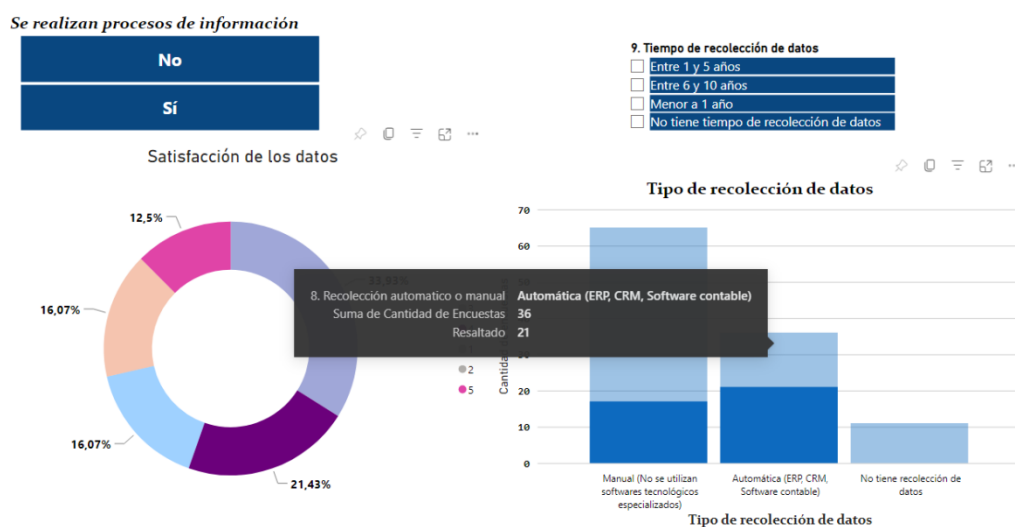 Se realizan procesos de información
No
Sí
9. Tiempo de recolección de datos
Entre 1 y 5 años
Entre 6 y 10 años
Menor a 1 año
No tiene tiempo de recolección de datos
Satisfacción de los datos
12,5%
33,93%
16,07%
16,07%
21,43%
2
5
8. Recolección automatico o manual Automática (ERP, CRM, Software contable)
Suma de Cantidad de Encuestas 36
Resaltado 21
Tipo de recolección de datos
70
60
50
30
20
10
0
Cantidad
Manual (No se utilizan
softwares tecnológicos
especializados)
Automática (ERP, CRM,
Software contable)
No tiene recolección de
datos
Tipo de recolección de datos